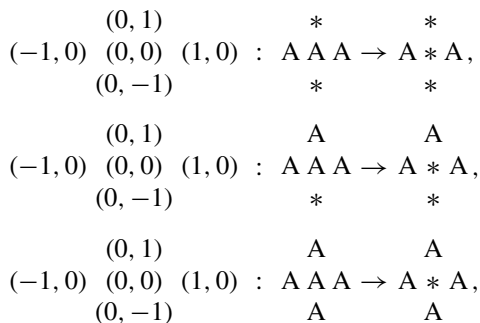 (0, 1) ∗ ∗
(−1, 0) (0, 0) (1, 0) : A A A → A ∗ A,
(0, −1) ∗ ∗
(0, 1) A A
(−1, 0) (0, 0) (1, 0) : A A A → A ∗ A,
(0, −1) ∗ ∗
(0, 1) A A
(−1, 0) (0, 0) (1, 0) : A A A → A ∗ A,
(0, −1) A A